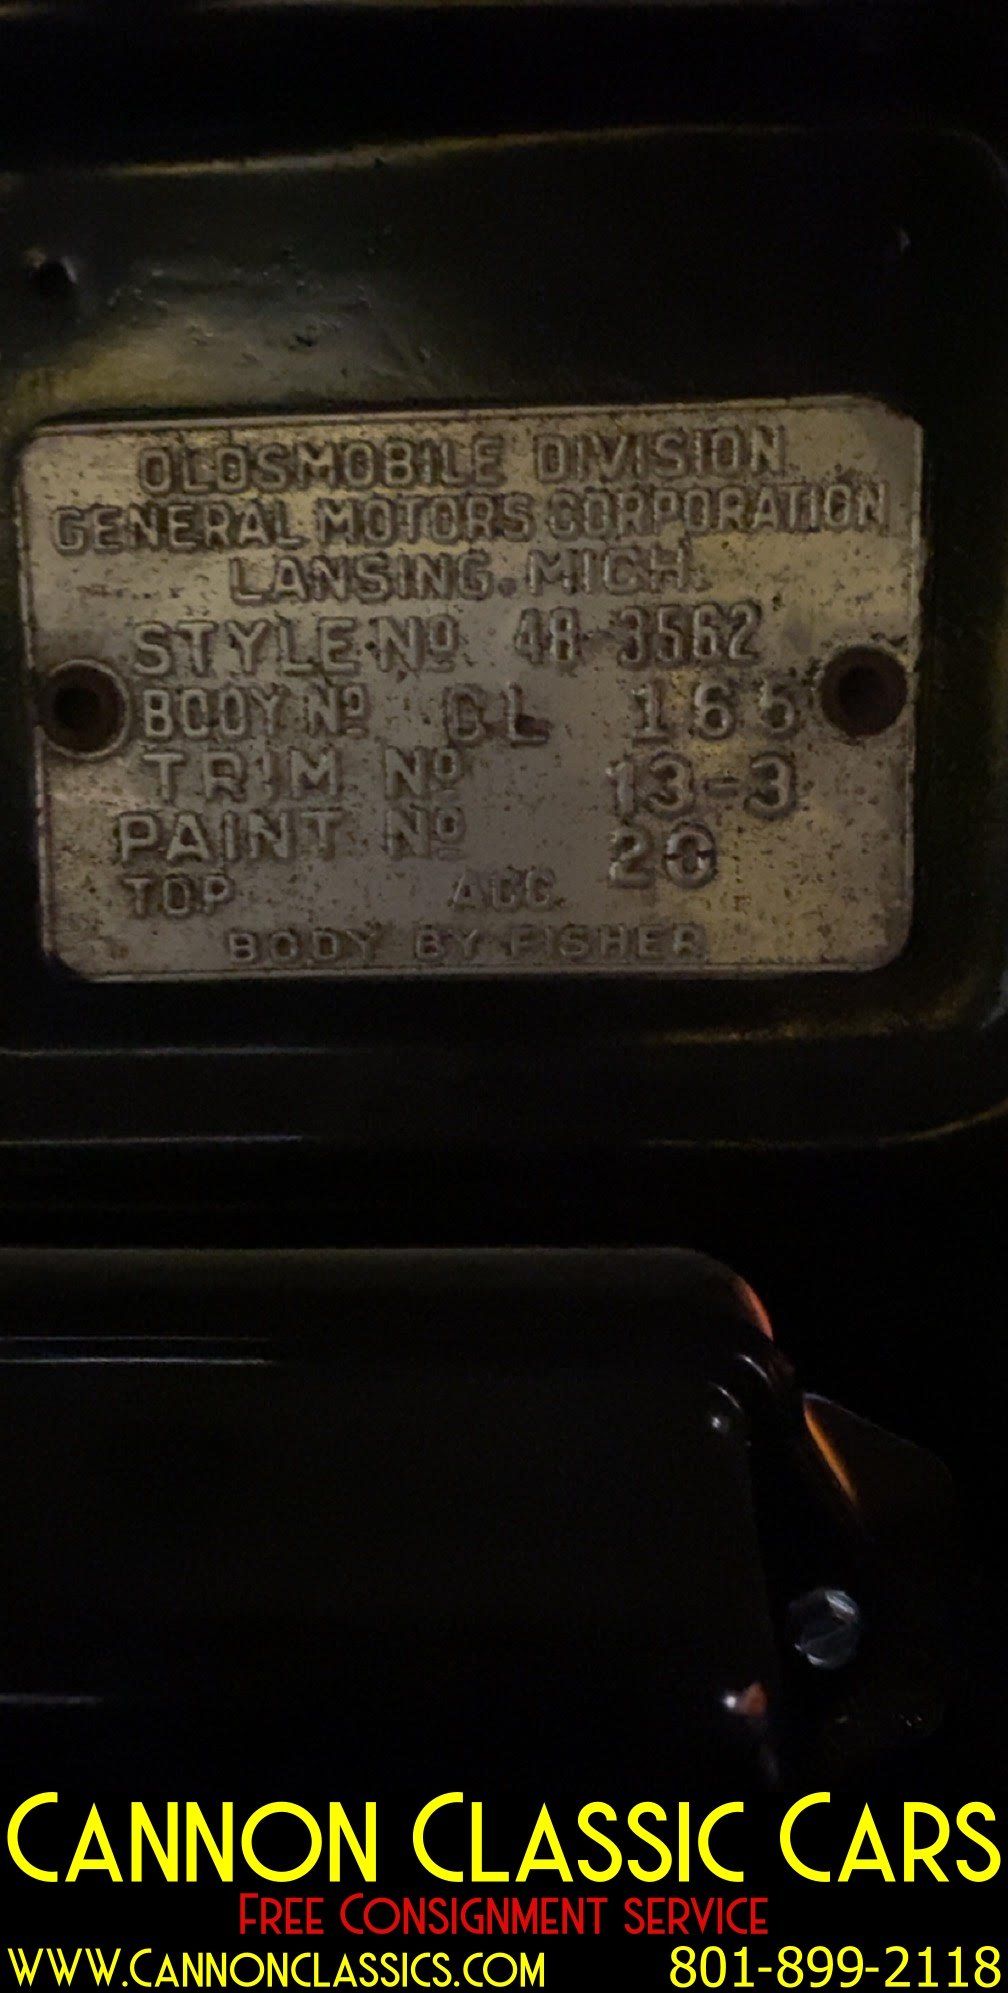 OLDSMOBILE DIVISION
GENERAL MOTORS CORPORATION
LANSING, MICH.
STYLE Nº 48-3562
BODY Nº CL 165
TRIM Nº 13-3
PAINT Nº 20
TOP ACC.
BODY BY FISHER
CANNON CLASSIC CARS
FREE CONSIGNMENT SERVICE
WWW.CANNONCLASSICS.COM 801-899-2118